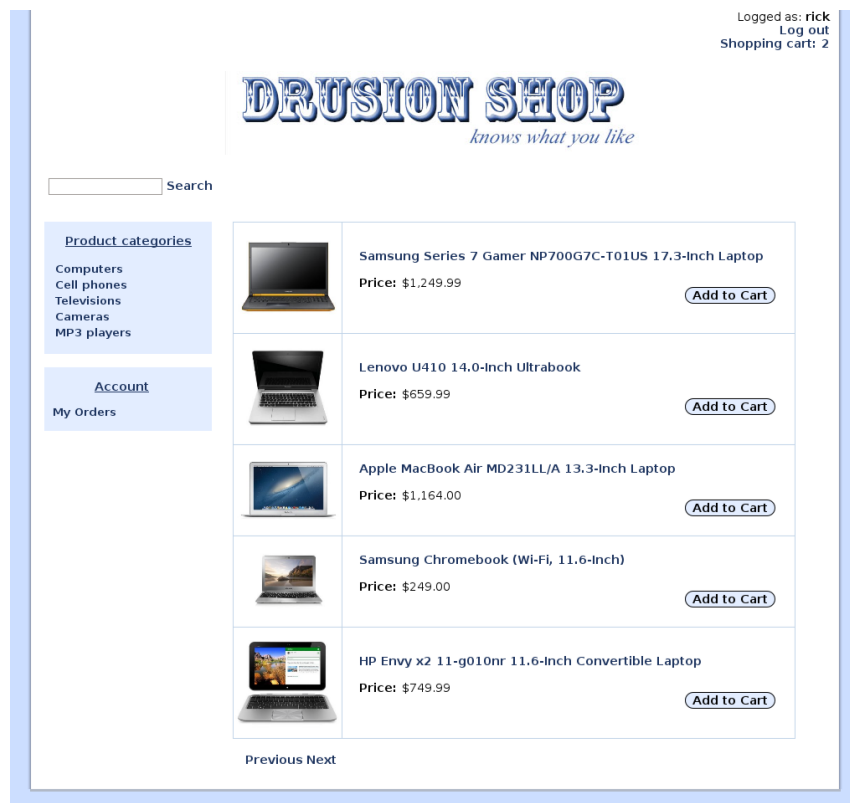 Logged as: rick
Log out
Shopping cart: 2
DRUSION SHOP
knows what you like
Search
Product categories
Computers
Cell phones
Televisions
Cameras
MP3 players
Account
My Orders
Samsung Series 7 Gamer NP700G7C-T01US 17.3-Inch Laptop
Price: $1,249.99
Add to Cart
Lenovo U410 14.0-Inch Ultrabook
Price: $659.99
Add to Cart
Apple MacBook Air MD231LL/A 13.3-Inch Laptop
Price: $1,164.00
Add to Cart
Samsung Chromebook (Wi-Fi, 11.6-Inch)
Price: $249.00
Add to Cart
HP Envy x2 11-g010nr 11.6-Inch Convertible Laptop
Price: $749.99
Add to Cart
Previous Next